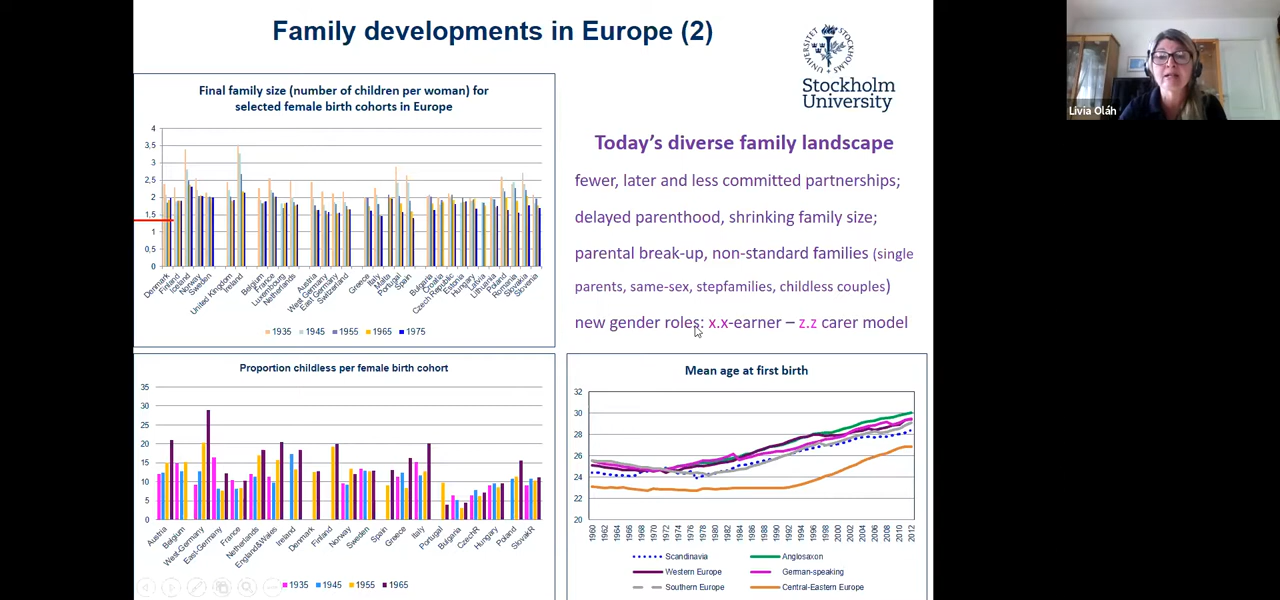 Family developments in Europe (2)
UNIVERSITET
STOCKHOLMS
Stockholm
University
Livia Oláh
Final family size (number of children per woman) for
selected female birth cohorts in Europe
4
3,5
3
2,5
2
1,5
1
0,5
0
Denmark
Finland
Iceland
Norway
Sweden
United Kingdom
Ireland
Belgium
France
Luxembourg
Netherlands
Austria
West Germany
East Germany
Switzerland
Greece
Italy
Malta
Portugal
Spain
Bulgaria
Croatia
Czech Republic
Estonia
Hungary
Latvia
Lithuania
Poland
Romania
Slovakia
Slovenia
1935 1945 1955 1965 1975
Today's diverse family landscape
fewer, later and less committed partnerships;
delayed parenthood, shrinking family size;
parental break-up, non-standard families (single
parents, same-sex, stepfamilies, childless couples)
new gender roles: x.x-earner – z.z carer model
Proportion childless per female birth cohort
35
30
25
20
15
10
5
0
Austria
Belgium
West-Germany
East-Germany
France
Netherlands
England&Wales
Ireland
Denmark
Finland
Norway
Sweden
Spain
Greece
Italy
Portugal
Bulgaria
CzechR
Hungary
Poland
SlovakR
1935 1945 1955 1965
Mean age at first birth
32
30
28
26
24
22
20
1960 1962 1964 1966 1968 1970 1972 1974 1976 1978 1980 1982 1984 1986 1988 1990 1992 1994 1996 1998 2000 2002 2004 2006 2008 2010 2012
Scandinavia Anglosaxon
Western Europe German-speaking
Southern Europe Central-Eastern Europe